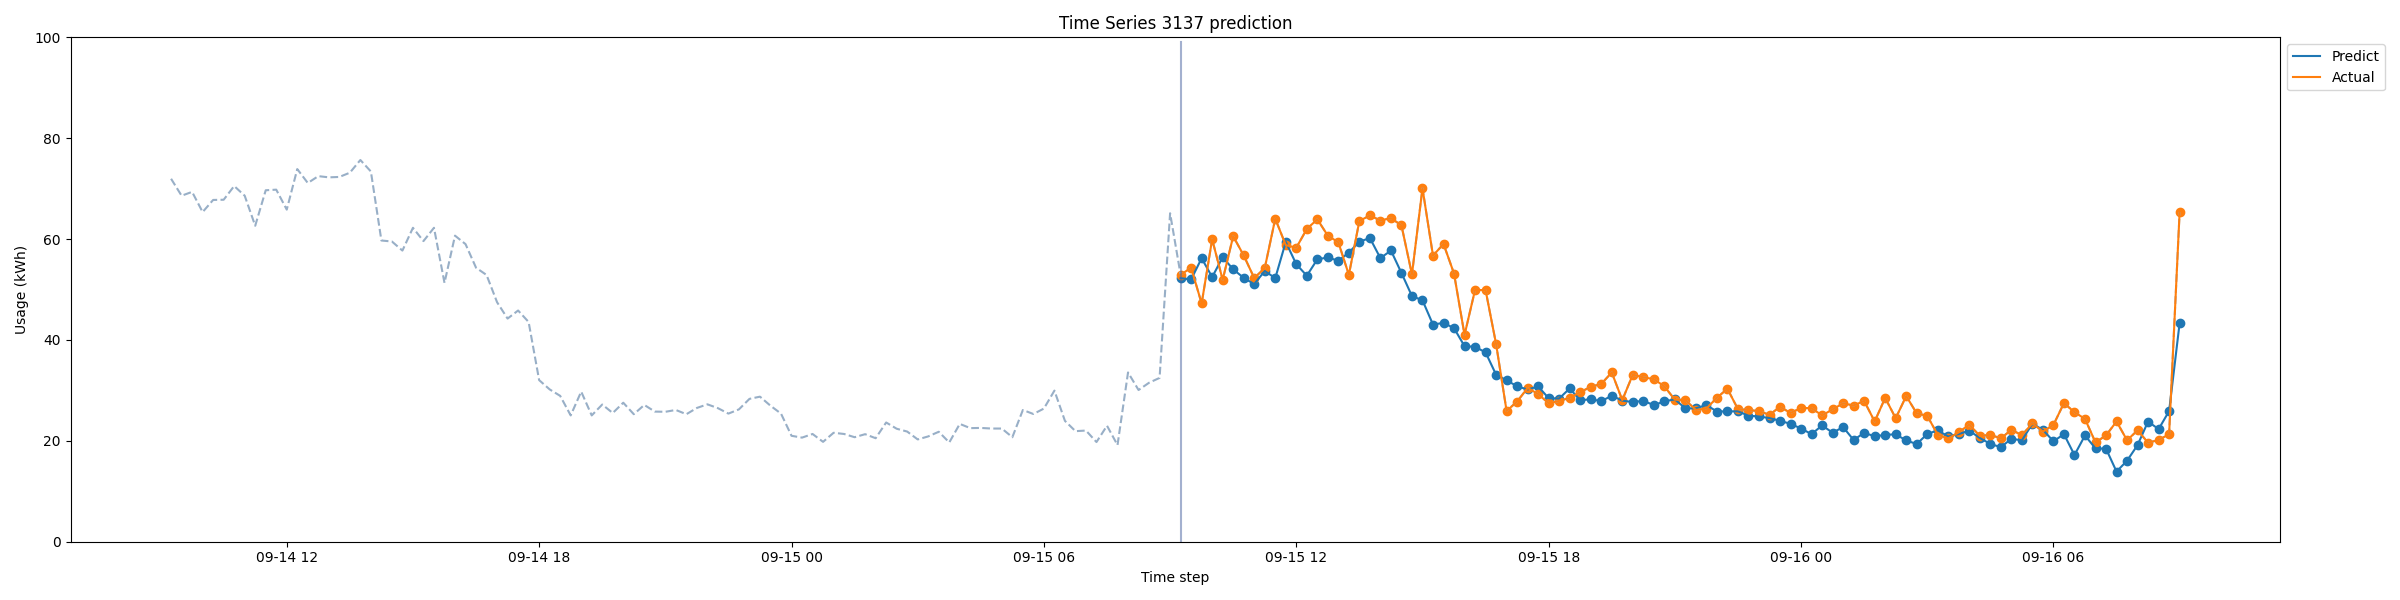 Time Series 3137 prediction
100
80
60
40
20
0
Usage (kWh)
09-14 12
09-14 18
09-15 00
09-15 06
09-15 12
09-15 18
09-16 00
09-16 06
Time step
Predict
Actual